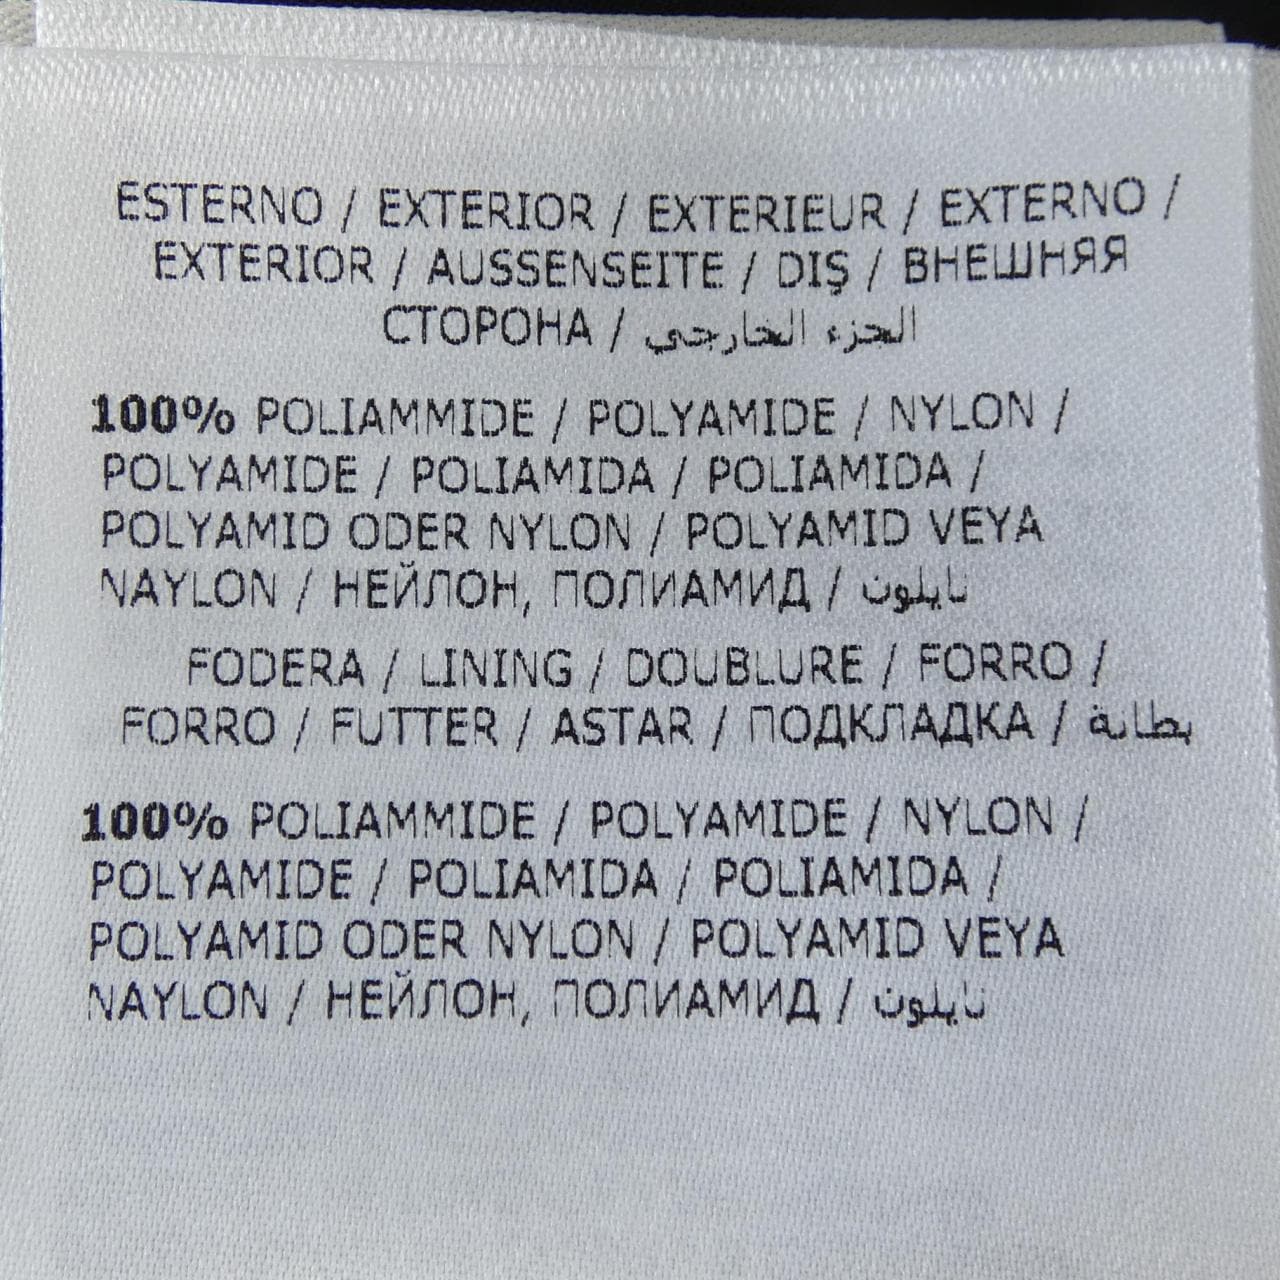 ESTERNO / EXTERIOR / EXTERIEUR / EXTERNO /
EXTERIOR / AUSSENSEITE / DIŞ / ВНЕШНЯЯ
СТОРОНА / الجزء الخارجي
100% POLIAMMIDE / POLYAMIDE / NYLON /
POLYAMIDE / POLIAMIDA / POLIAMIDA /
POLYAMID ODER NYLON / POLYAMID VEYA
NAYLON / НЕЙЛОН, ПОЛИАМИД / نايلون
FODERA / LINING / DOUBLURE / FORRO /
FORRO / FUTTER / ASTAR / ПОДКЛАДКА / بطانة
100% POLIAMMIDE / POLYAMIDE / NYLON /
POLYAMIDE / POLIAMIDA / POLIAMIDA /
POLYAMID ODER NYLON / POLYAMID VEYA
NAYLON / НЕЙЛОН, ПОЛИАМИД / نايلون